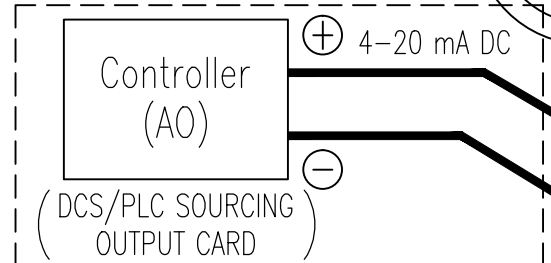 ⊕ 4-20 mA DC
Controller
(AO)
⊖
(DCS/PLC SOURCING
OUTPUT CARD)